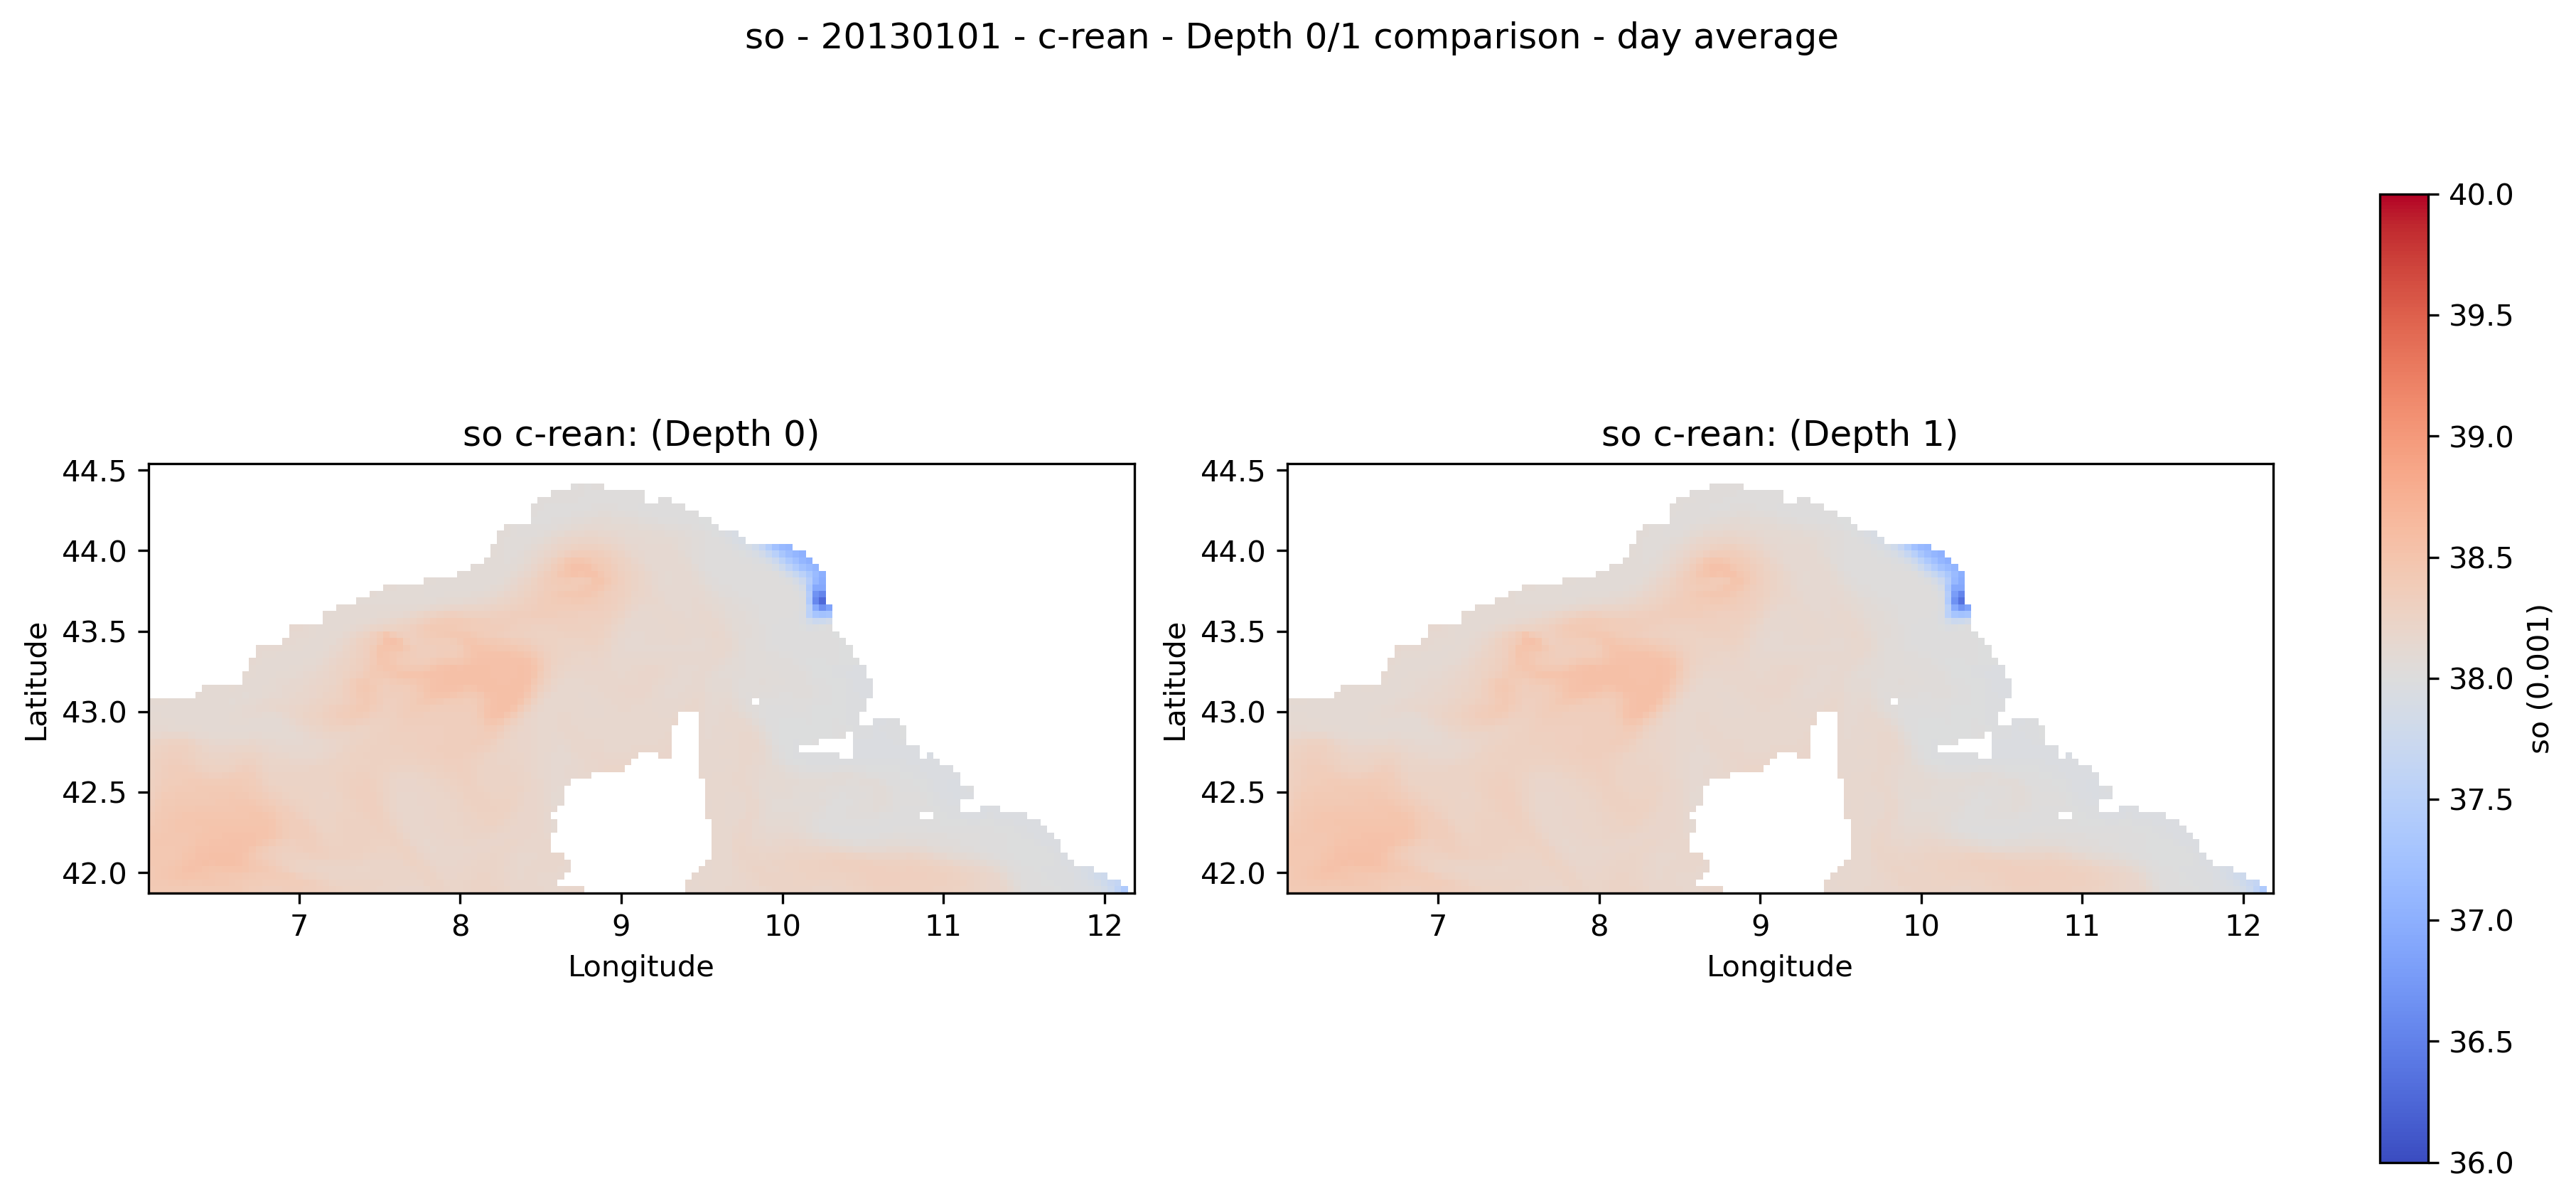 so - 20130101 - c-rean - Depth 0/1 comparison - day average
so c-rean: (Depth 0)
44.5
44.0
43.5
43.0
42.5
42.0
Latitude
7 8 9 10 11 12
Longitude
so c-rean: (Depth 1)
44.5
44.0
43.5
43.0
42.5
42.0
Latitude
7 8 9 10 11 12
Longitude
40.0
39.5
39.0
38.5
38.0
37.5
37.0
36.5
36.0
so (0.001)